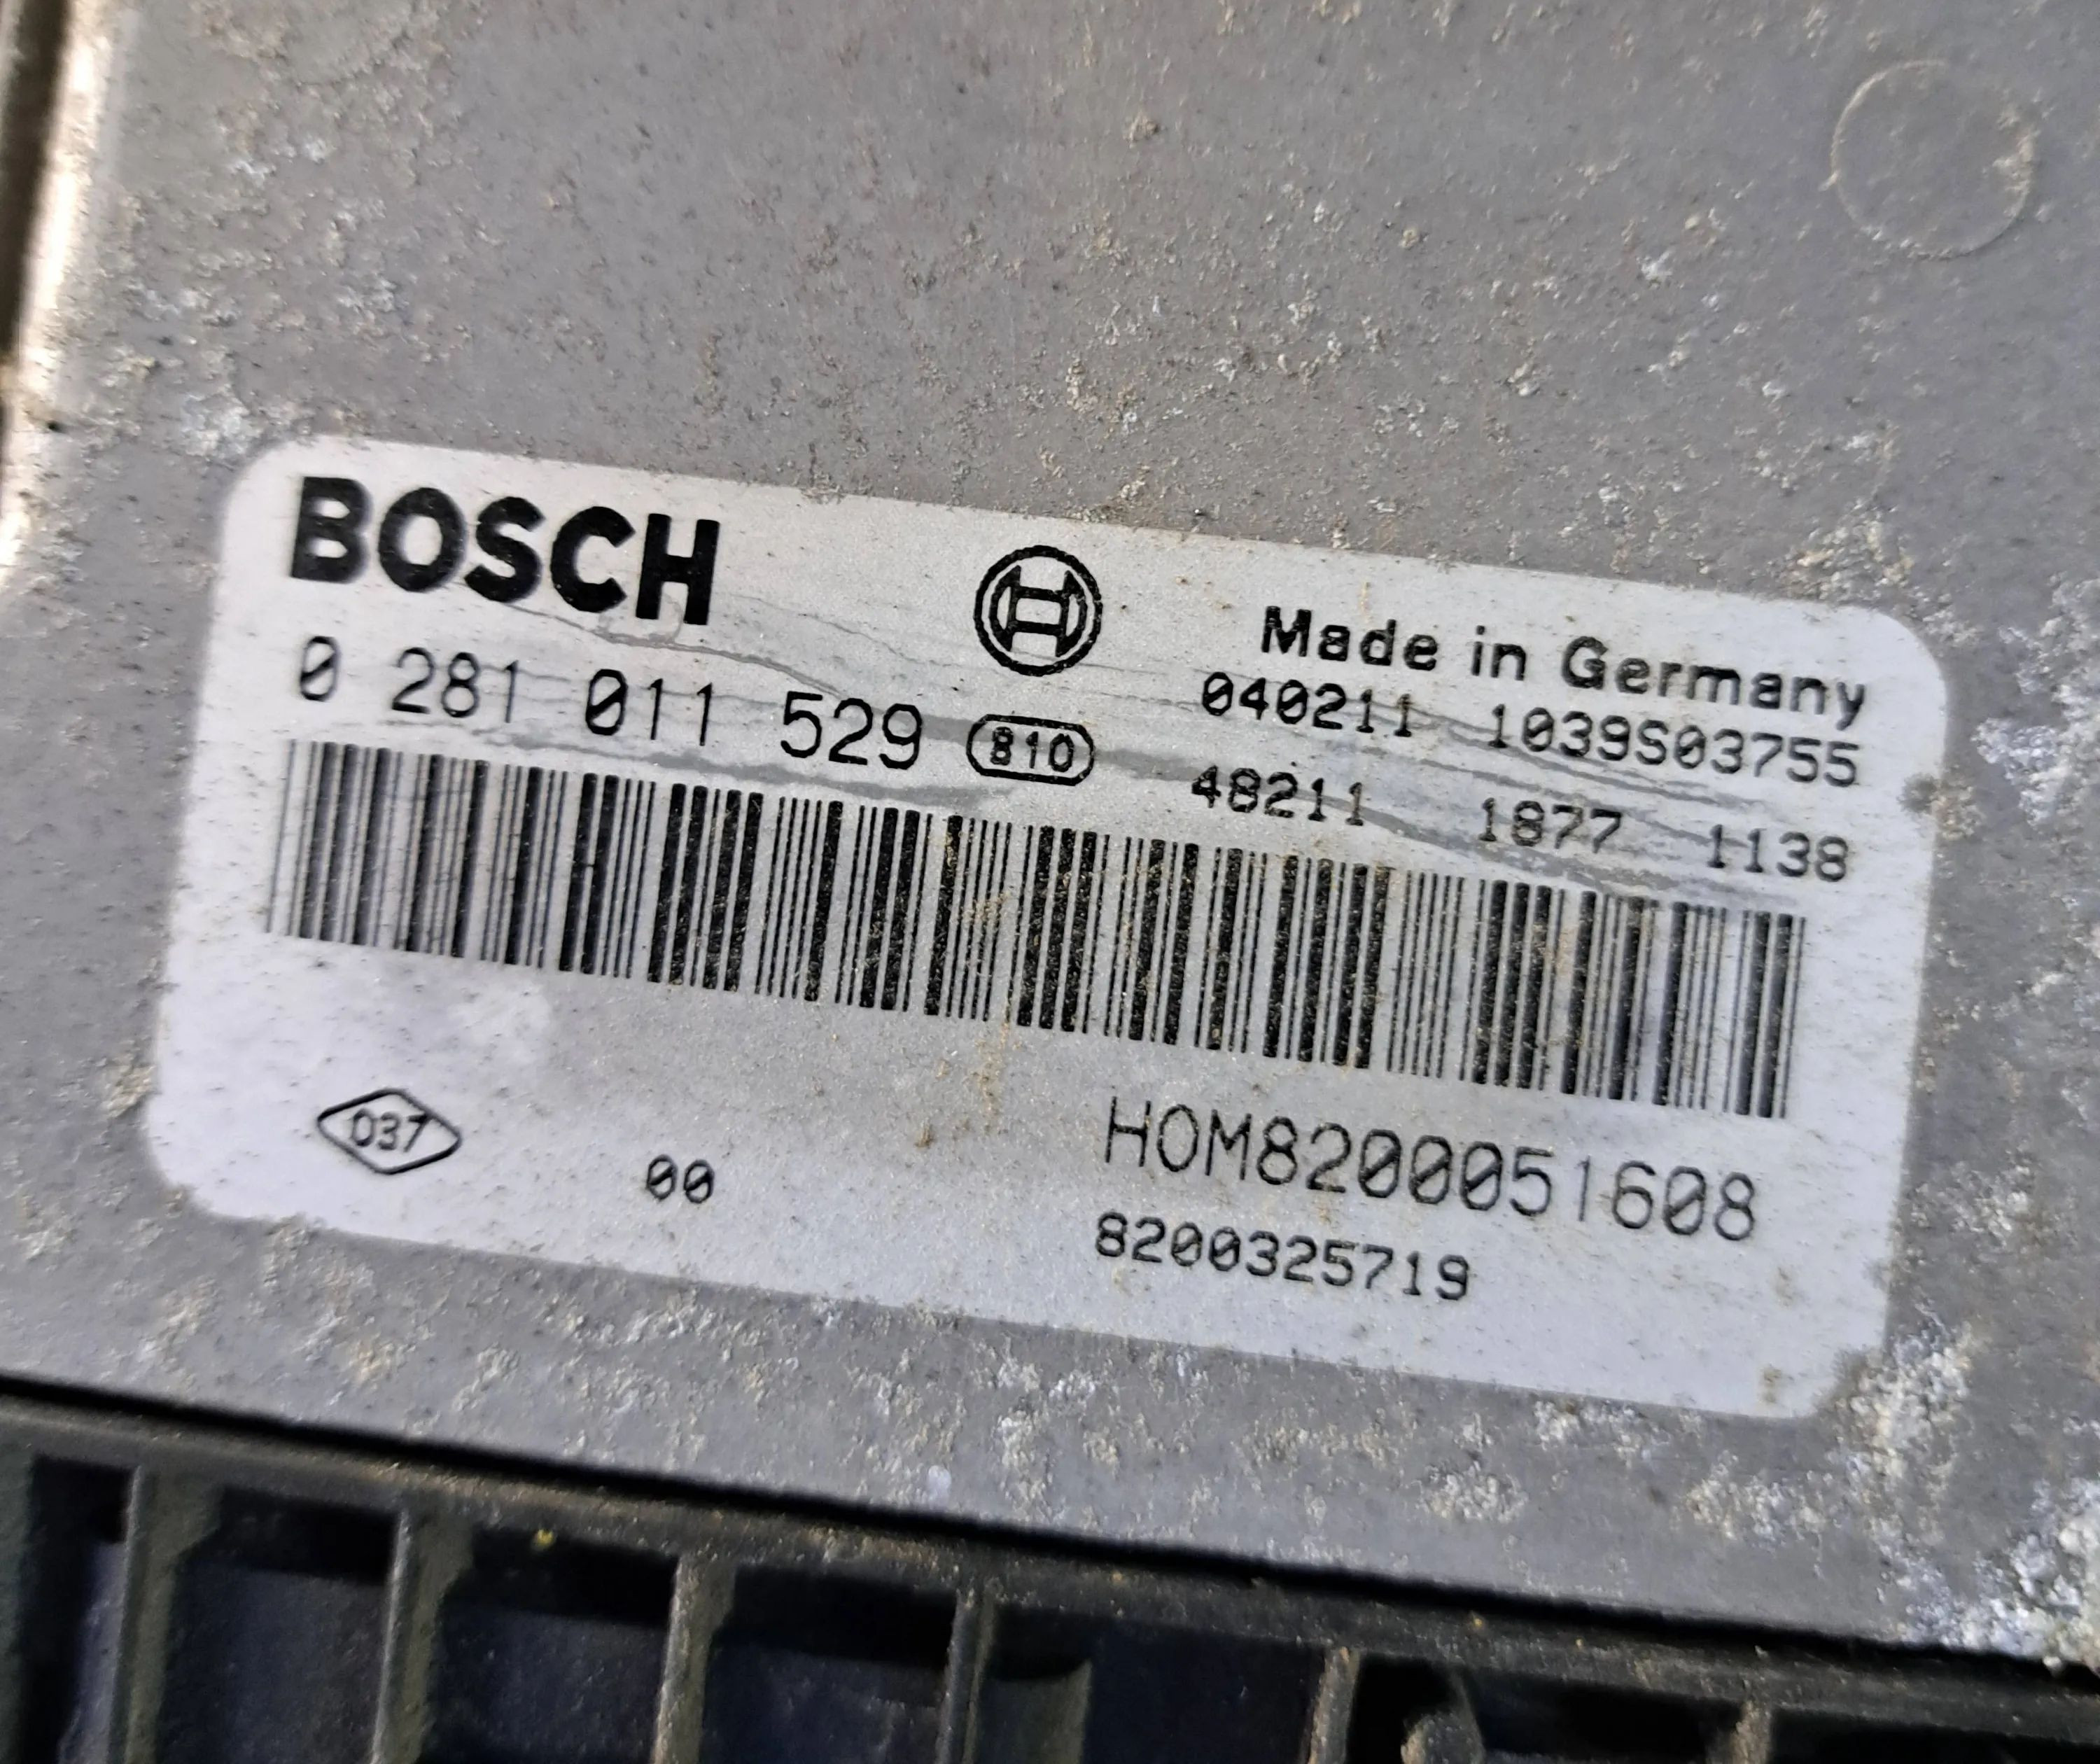 BOSCH
Made in Germany
0 281 011 529 810
040211 1039S03755
48211 1877 1138
037
00
HOM8200051608
8200325719